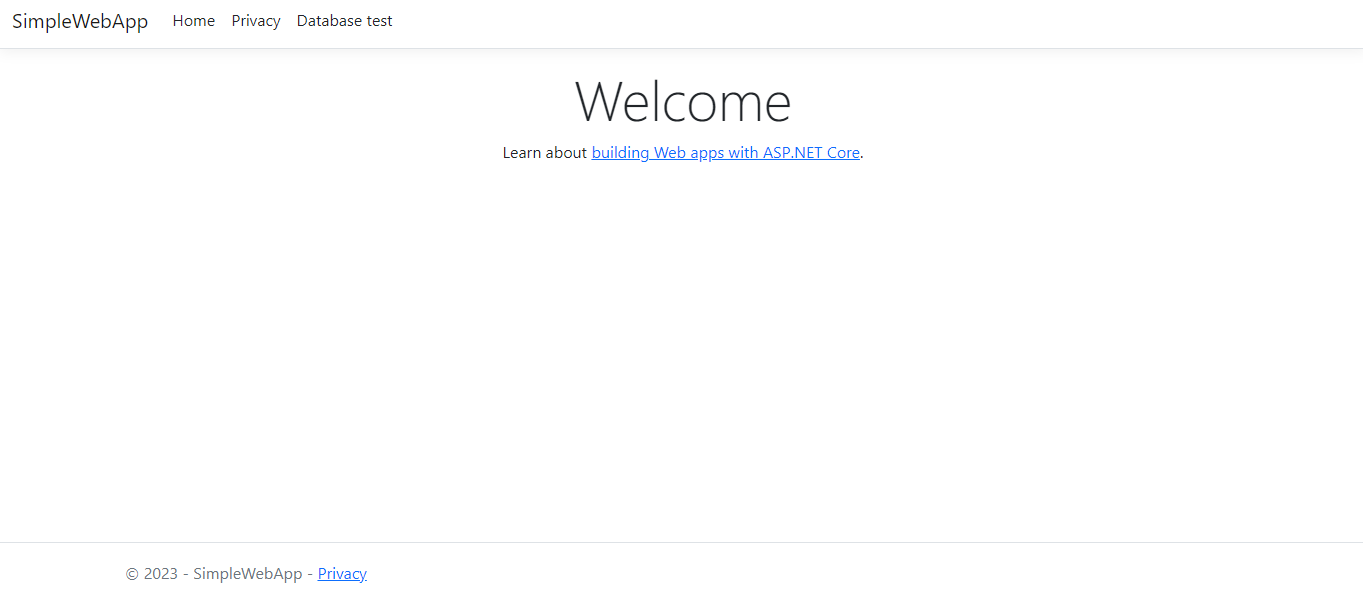 SimpleWebApp Home Privacy Database test
Welcome
Learn about building Web apps with ASP.NET Core.
© 2023 - SimpleWebApp - Privacy